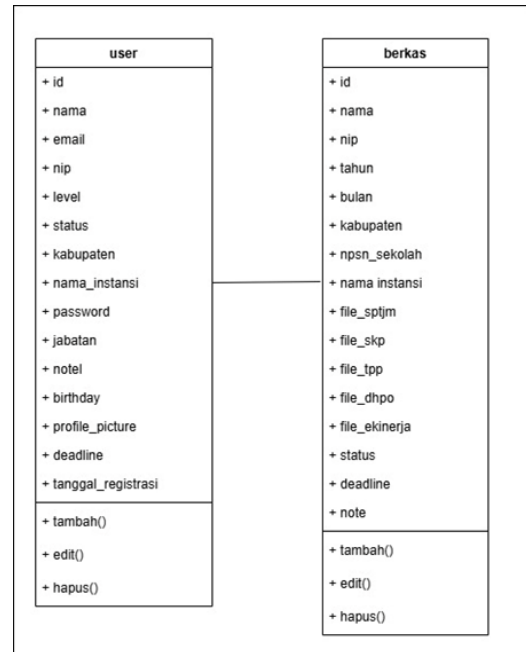 user
+ id
+ nama
+ email
+ nip
+ level
+ status
+ kabupaten
+ nama_instansi
+ password
+ jabatan
+ notel
+ birthday
+ profile_picture
+ deadline
+ tanggal_registrasi
+ tambah()
+ edit()
+ hapus()
berkas
+ id
+ nama
+ nip
+ tahun
+ bulan
+ kabupaten
+ npsn_sekolah
+ nama instansi
+ file_sptjm
+ file_skp
+ file_tpp
+ file_dhpo
+ file_ekinerja
+ status
+ deadline
+ note
+ tambah()
+ edit()
+ hapus()